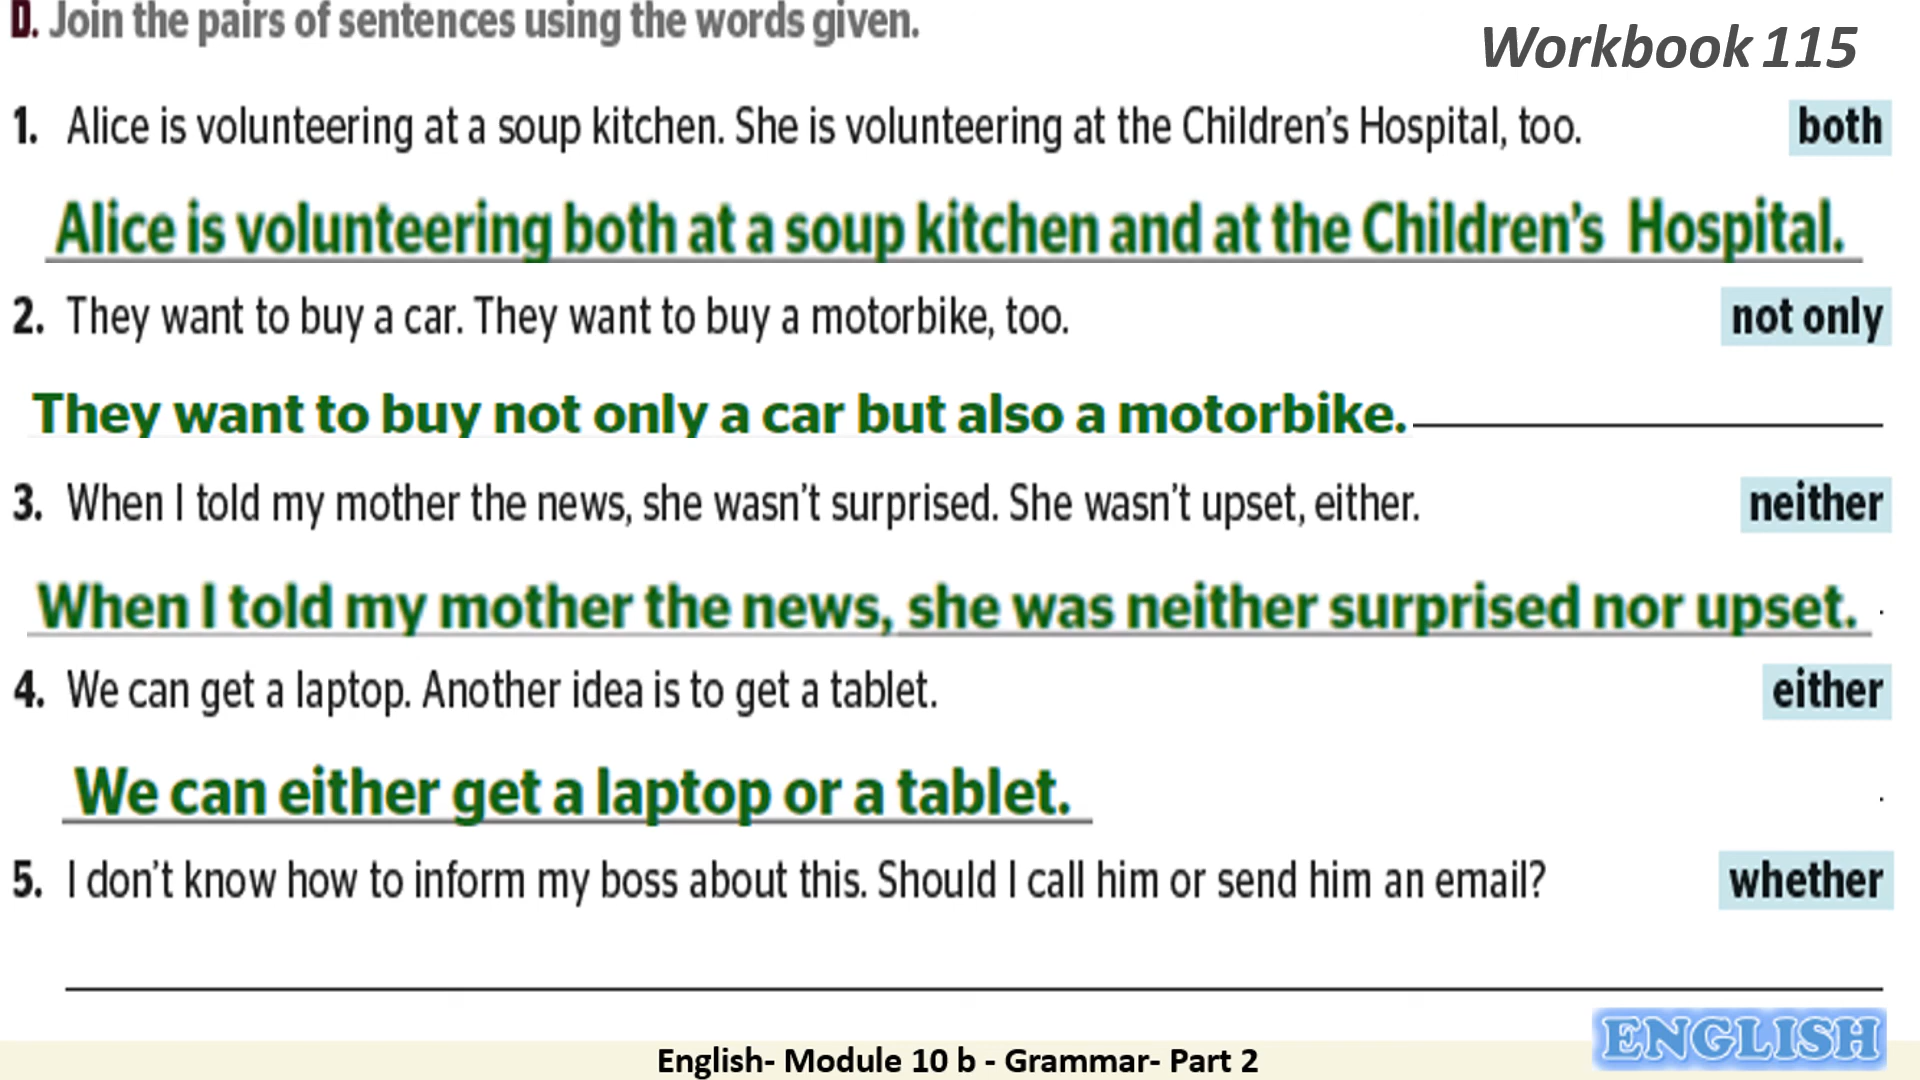 D. Join the pairs of sentences using the words given.
Workbook 115
1. Alice is volunteering at a soup kitchen. She is volunteering at the Children's Hospital, too. both
Alice is volunteering both at a soup kitchen and at the Children's Hospital.
2. They want to buy a car. They want to buy a motorbike, too. not only
They want to buy not only a car but also a motorbike.
3. When I told my mother the news, she wasn't surprised. She wasn't upset, either. neither
When I told my mother the news, she was neither surprised nor upset.
4. We can get a laptop. Another idea is to get a tablet. either
We can either get a laptop or a tablet.
5. I don't know how to inform my boss about this. Should I call him or send him an email? whether
ENGLISH
English- Module 10 b - Grammar- Part 2